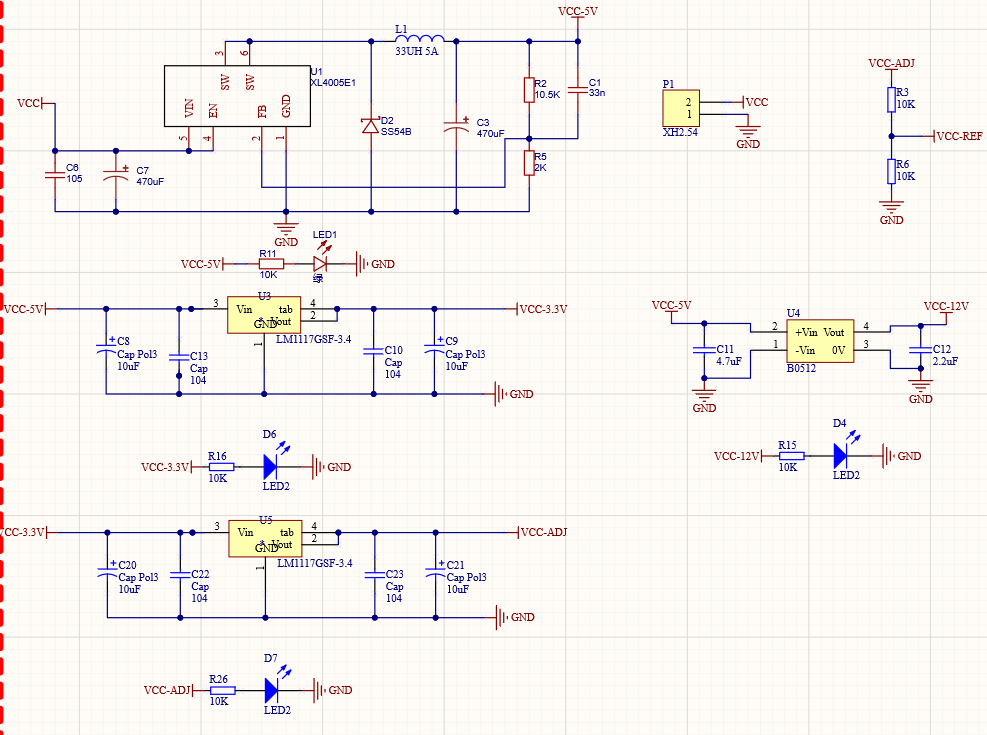 VCC-5V
L1
33UH 5A
3
6
SW
SW
U1
XL4005E1
VIN
EN
FB
GND
5
4
2
1
VCC
C6
105
C7
470uF
D2
SS54B
C3
470uF
R2
10.5K
C1
33n
R5
2K
GND
P1
2
1
XH2.54
VCC
GND
VCC-ADJ
R3
10K
VCC-REF
R6
10K
GND
VCC-5V
R11
10K
LED1
绿
GND
VCC-5V
3
U3
Vin
tab
GND
Vout
4
2
1
LM1117GSF-3.4
VCC-3.3V
C8
Cap Pol3
10uF
C13
Cap
104
C10
Cap
104
C9
Cap Pol3
10uF
GND
VCC-5V
C11
4.7uF
GND
2
1
U4
+Vin
Vout
-Vin
0V
B0512
4
3
VCC-12V
C12
2.2uF
GND
VCC-3.3V
R16
10K
D6
LED2
GND
VCC-12V
R15
10K
D4
LED2
GND
CC-3.3V
3
U5
Vin
tab
GND
Vout
4
2
1
LM1117GSF-3.4
VCC-ADJ
C20
Cap Pol3
10uF
C22
Cap
104
C23
Cap
104
C21
Cap Pol3
10uF
GND
VCC-ADJ
R26
10K
D7
LED2
GND